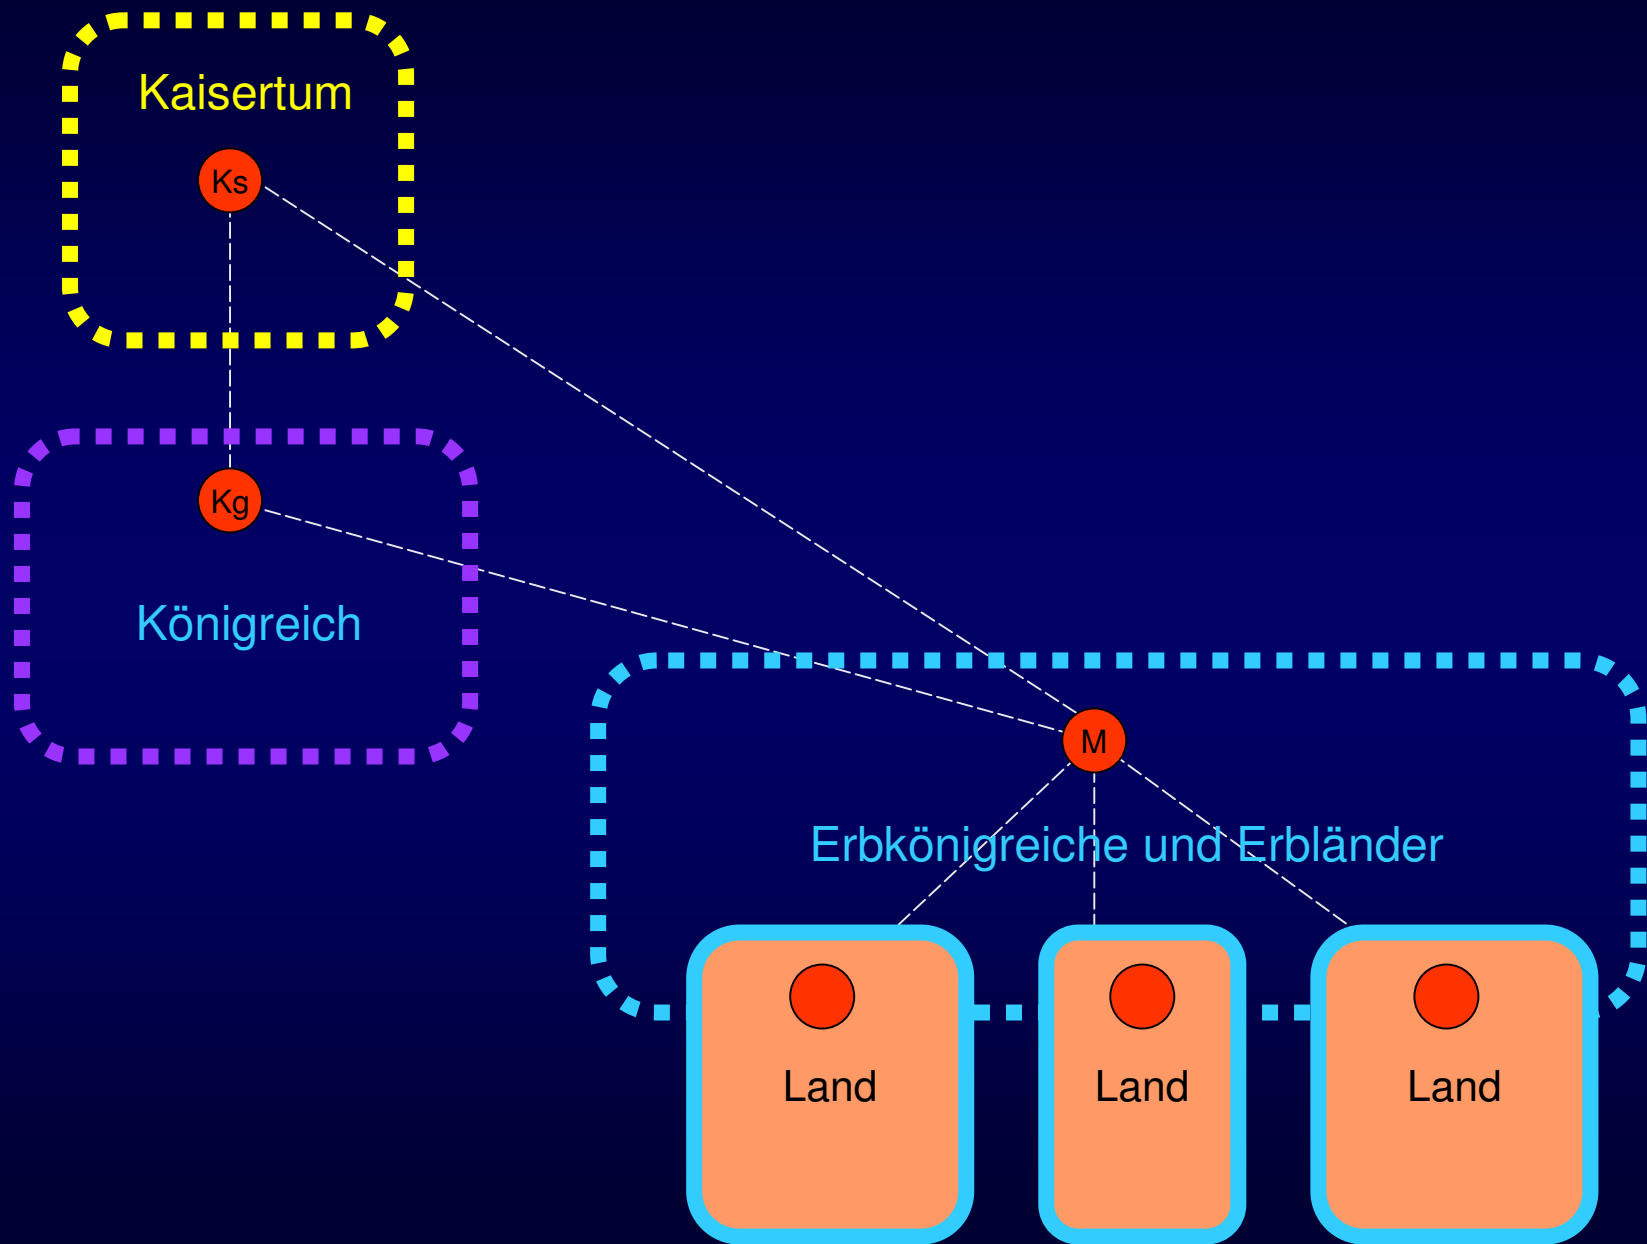 Kaisertum
Ks
Kg
Königreich
M
Erbkönigreiche und Erbländer
Land
Land
Land